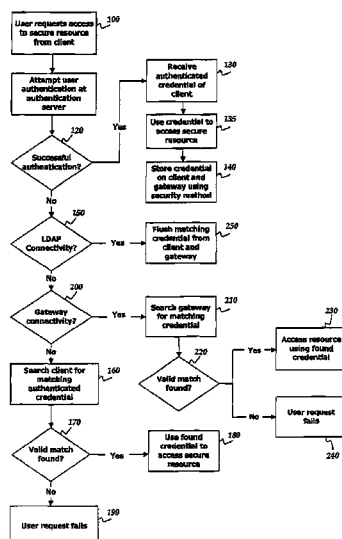 User requests access
to secure resource
from client
100
Attempt user
authentication at
authentication
server
120
Successful
authentication?
Yes
Receive
authenticated
credential of
client
130
Use credential to
access secure
resource
135
Store credential
on client and
gateway using
security method
140
No
150
LDAP
Connectivity?
Yes
Flush matching
credential from
client and
gateway
250
No
200
Gateway
connectivity?
Yes
Search gateway
for matching
credential
210
220
Valid match
found?
Yes
Access resource
using found
credential
230
No
User request
fails
240
No
Search client for
matching
authenticated
credential
160
170
Valid match
found?
Yes
Use found
credential to
access secure
resource
180
No
190
User request fails